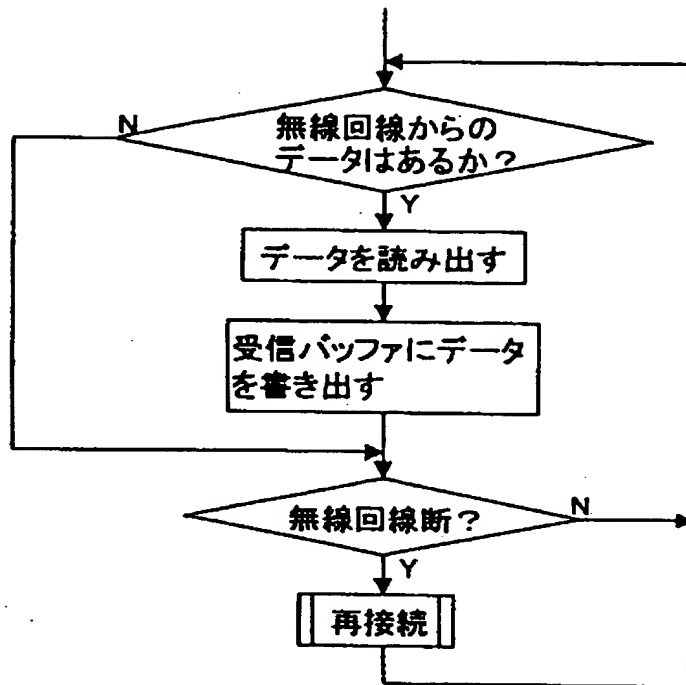 無線回線からの
データはあるか?
N
Y
データを読み出す
受信バッファにデータ
を書き出す
無線回線断?
N
Y
再接続